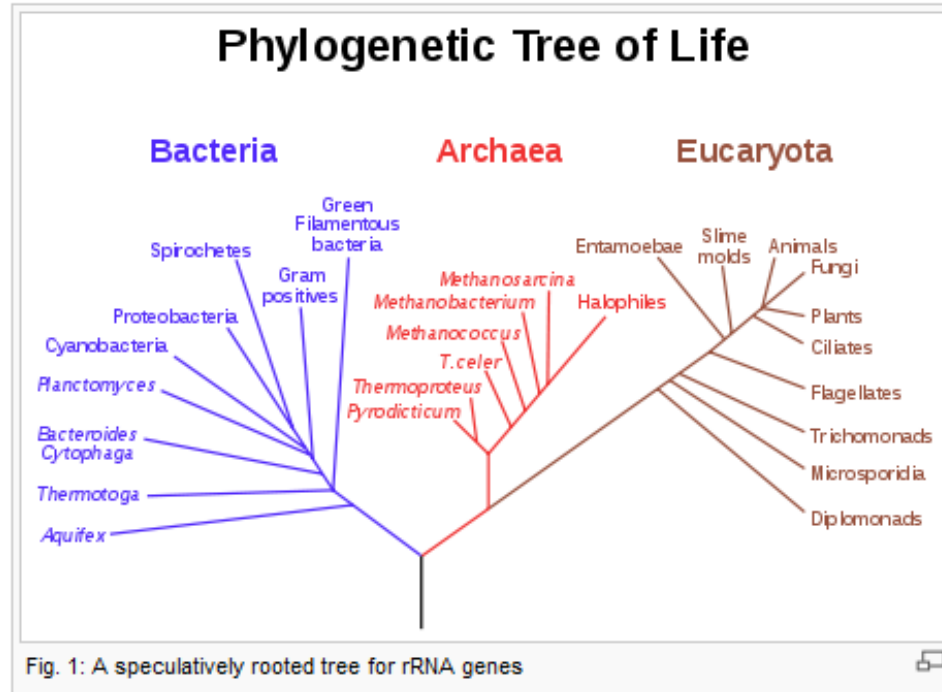 Phylogenetic Tree of Life
Bacteria
Archaea
Eucaryota
Green
Filamentous
bacteria
Spirochetes
Gram
positives
Proteobacteria
Cyanobacteria
Planctomyces
Bacteroides
Cytophaga
Thermotoga
Aquifex
Methanosarcina
Methanobacterium
Halophiles
Methanococcus
T.celer
Thermoproteus
Pyrodicticum
Entamoebae
Slime
molds
Animals
Fungi
Plants
Ciliates
Flagellates
Trichomonads
Microsporidia
Diplomonads
Fig. 1: A speculatively rooted tree for rRNA genes